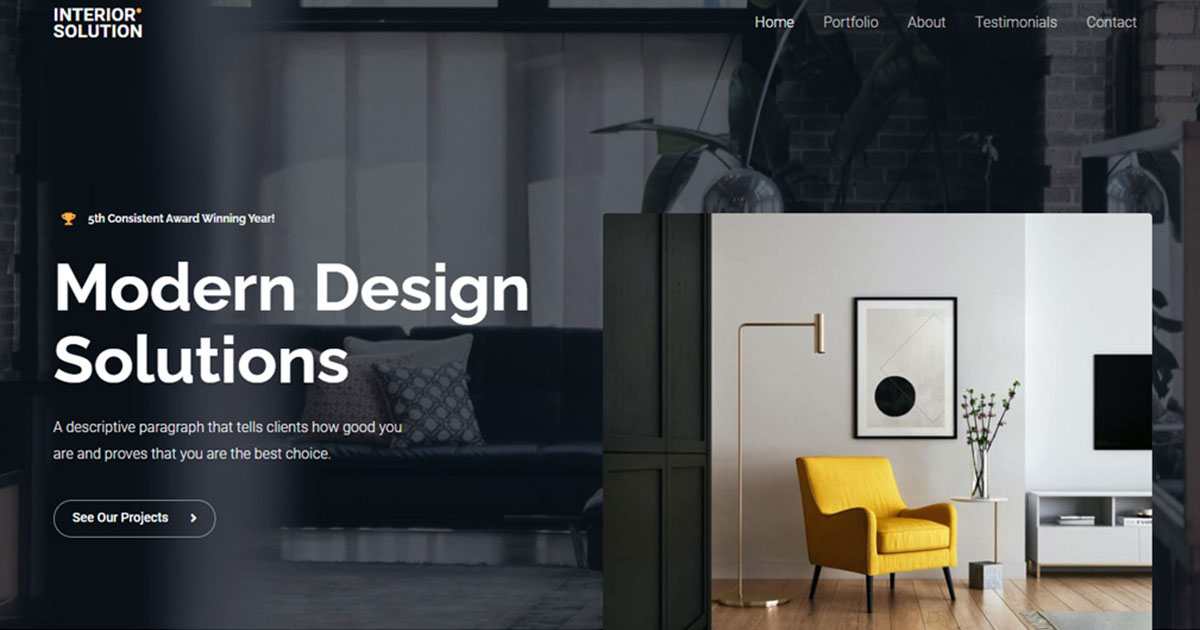 INTERIOR
SOLUTION
Home Portfolio About Testimonials Contact
5th Consistent Award Winning Year!
Modern Design
Solutions
A descriptive paragraph that tells clients how good you
are and proves that you are the best choice.
See Our Projects